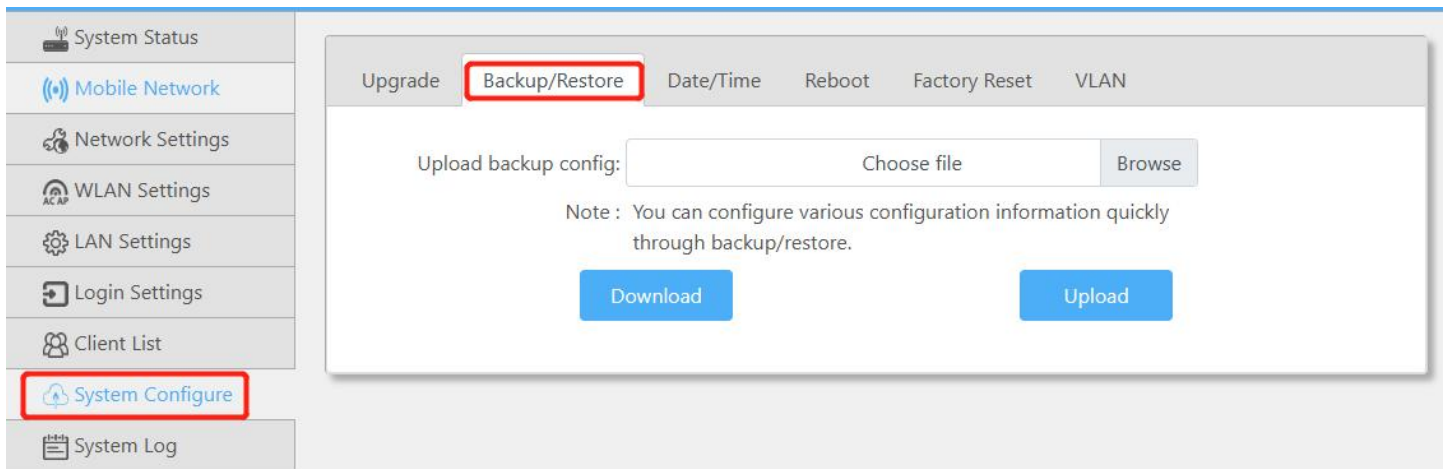 System Status
Mobile Network
Network Settings
AC AP WLAN Settings
LAN Settings
Login Settings
Client List
System Configure
System Log
Upgrade Backup/Restore Date/Time Reboot Factory Reset VLAN
Upload backup config: Choose file Browse
Note : You can configure various configuration information quickly
through backup/restore.
Download Upload